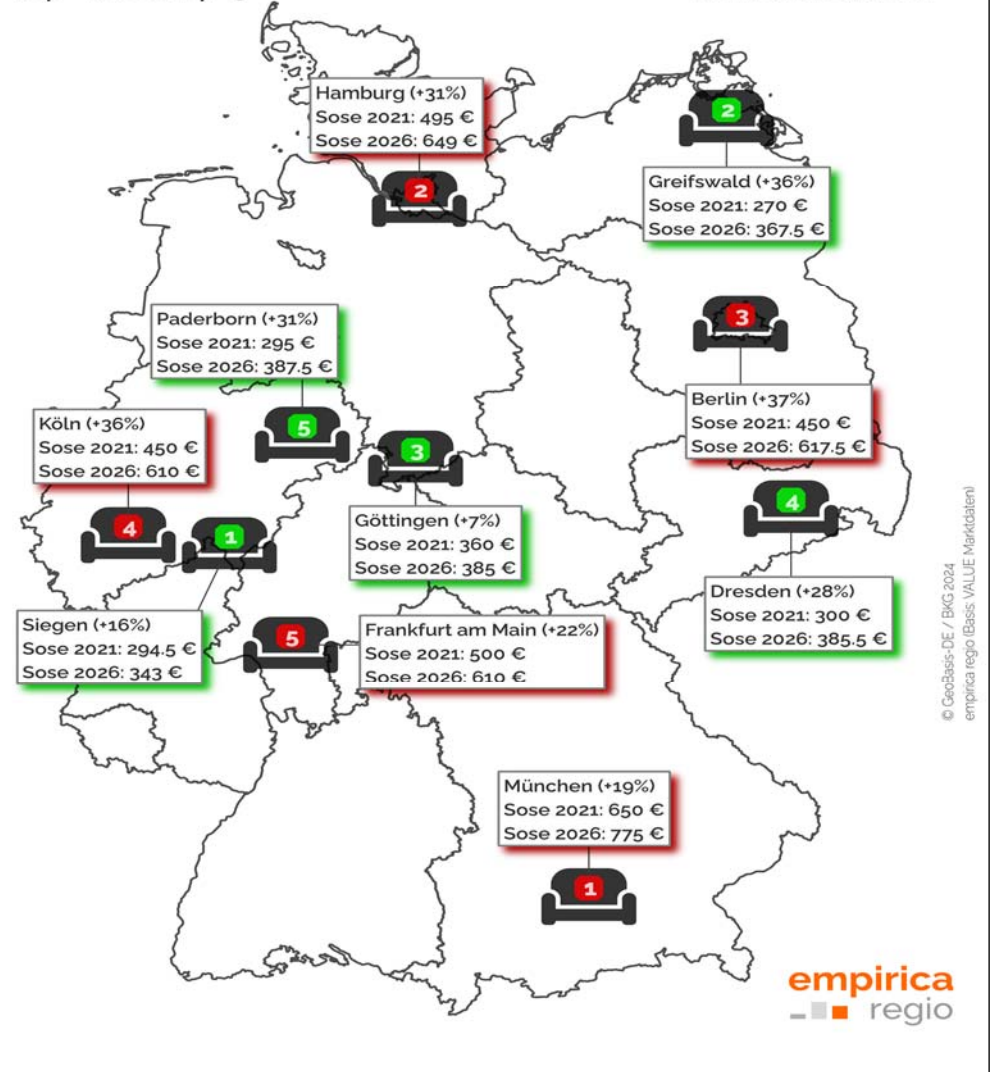 Hamburg (+31%)
Sose 2021: 495 €
Sose 2026: 649 €
2
2
Greifswald (+36%)
Sose 2021: 270 €
Sose 2026: 367.5 €
Paderborn (+31%)
Sose 2021: 295 €
Sose 2026: 387.5 €
3
Berlin (+37%)
Sose 2021: 450 €
Sose 2026: 617.5 €
Köln (+36%)
Sose 2021: 450 €
Sose 2026: 610 €
5
3
4
1
4
Göttingen (+7%)
Sose 2021: 360 €
Sose 2026: 385 €
Dresden (+28%)
Sose 2021: 300 €
Sose 2026: 385.5 €
Siegen (+16%)
Sose 2021: 294.5 €
Sose 2026: 343 €
5
Frankfurt am Main (+22%)
Sose 2021: 500 €
Sose 2026: 610 €
München (+19%)
Sose 2021: 650 €
Sose 2026: 775 €
1
© GeoBasis-DE / BKG 2024
empirica regio (Basis: VALUE Marktdaten)
empirica
regio